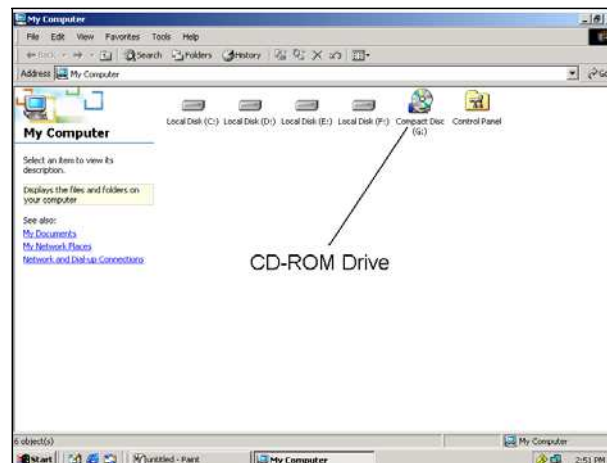 My Computer
File Edit View Favorites Tools Help
Back Search Folders History
Address My Computer Go
Local Disk (C:) Local Disk (D:) Local Disk (E:) Local Disk (F:) Compact Disc (G:) Control Panel
My Computer
Select an item to view its
description.
Displays the files and folders on
your computer
See also:
My Documents
My Network Places
Network and Dial-up Connections
CD-ROM Drive
6 object(s) My Computer
Start untitled - Paint My Computer 2:51 PM